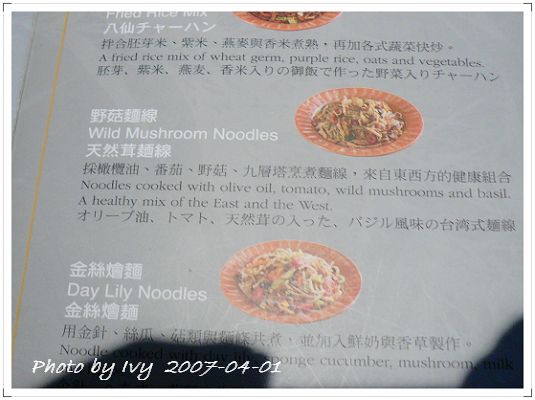 Fried Rice Mix
八仙チャーハン
拌合胚芽米、紫米、燕麥與香米煮熟，再加各式蔬菜快炒。
A fried rice mix of wheat germ, purple rice, oats and vegetables.
胚芽、紫米、燕麦、香米入りの御飯で作った野菜入りチャーハン
野菇麵線
Wild Mushroom Noodles
天然茸麵線
採橄欖油、番茄、野菇、九層塔烹煮麵線，來自東西方的健康組合
Noodles cooked with olive oil, tomato, wild mushrooms and basil.
A healthy mix of the East and the West.
オリーブ油、トマト、天然茸の入った、バジル風味の台湾式麵線
金絲燴麵
Day Lily Noodles
金絲燴麵
用金針、絲瓜、菇類與麵條共煮，並加入鮮奶與香草製作。
Noodle cooked with day lily, sponge cucumber, mushroom, milk
Photo by Ivy 2007-04-01